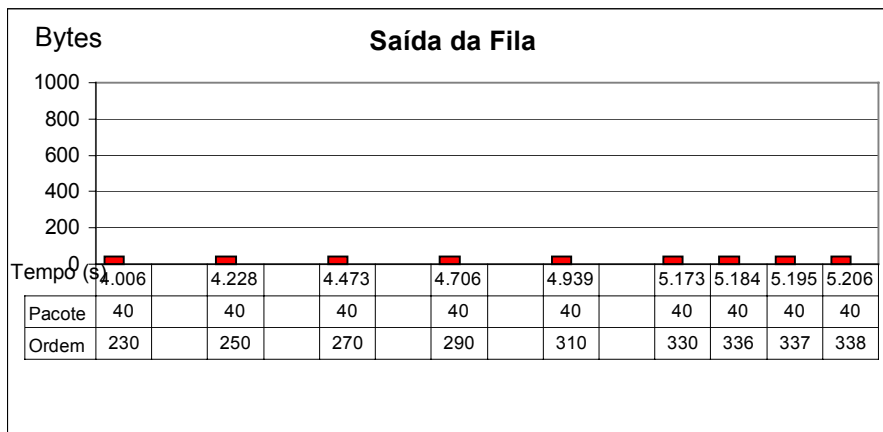 Bytes
Saída da Fila
1000
800
600
400
200
0
Tempo (s) 4.006 4.228 4.473 4.706 4.939 5.173 5.184 5.195 5.206
Pacote 40 40 40 40 40 40 40 40 40
Ordem 230 250 270 290 310 330 336 337 338